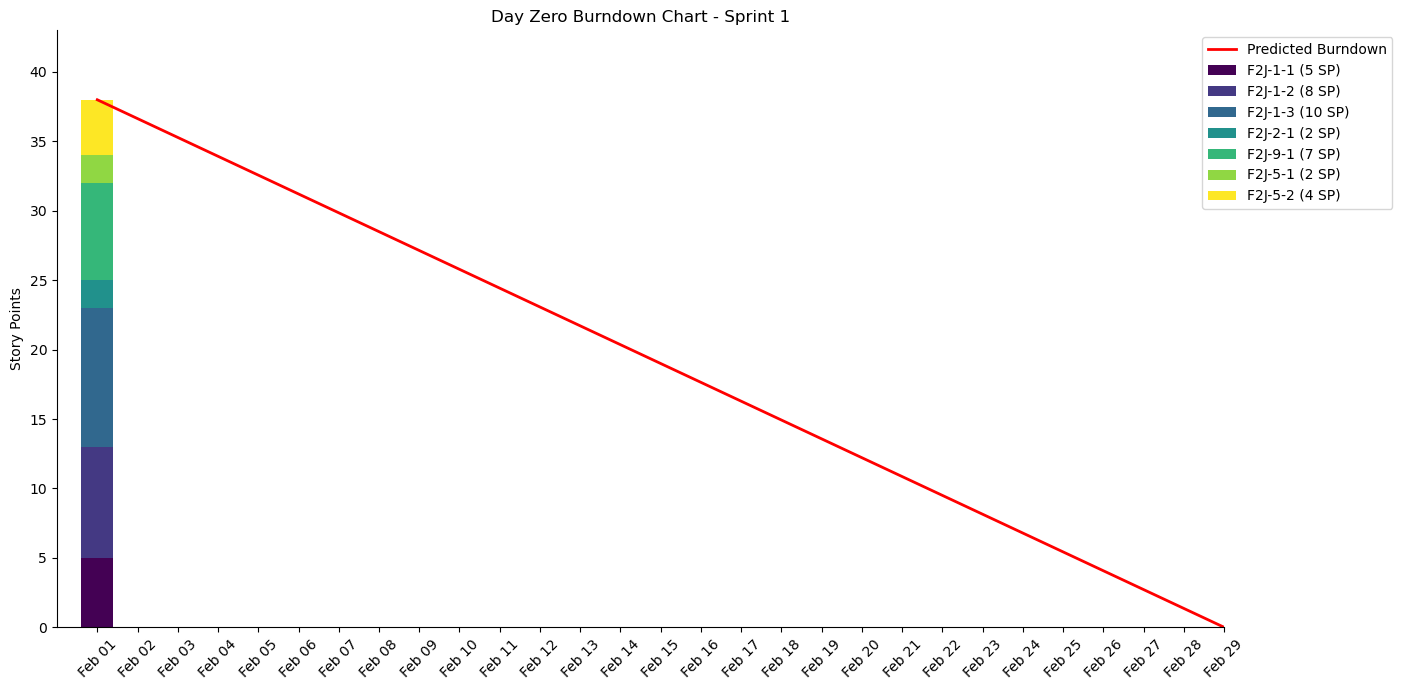 Day Zero Burndown Chart - Sprint 1
Predicted Burndown
F2J-1-1 (5 SP)
F2J-1-2 (8 SP)
F2J-1-3 (10 SP)
F2J-2-1 (2 SP)
F2J-9-1 (7 SP)
F2J-5-1 (2 SP)
F2J-5-2 (4 SP)
Story Points
40
35
30
25
20
15
10
5
0
Feb 01
Feb 02
Feb 03
Feb 04
Feb 05
Feb 06
Feb 07
Feb 08
Feb 09
Feb 10
Feb 11
Feb 12
Feb 13
Feb 14
Feb 15
Feb 16
Feb 17
Feb 18
Feb 19
Feb 20
Feb 21
Feb 22
Feb 23
Feb 24
Feb 25
Feb 26
Feb 27
Feb 28
Feb 29